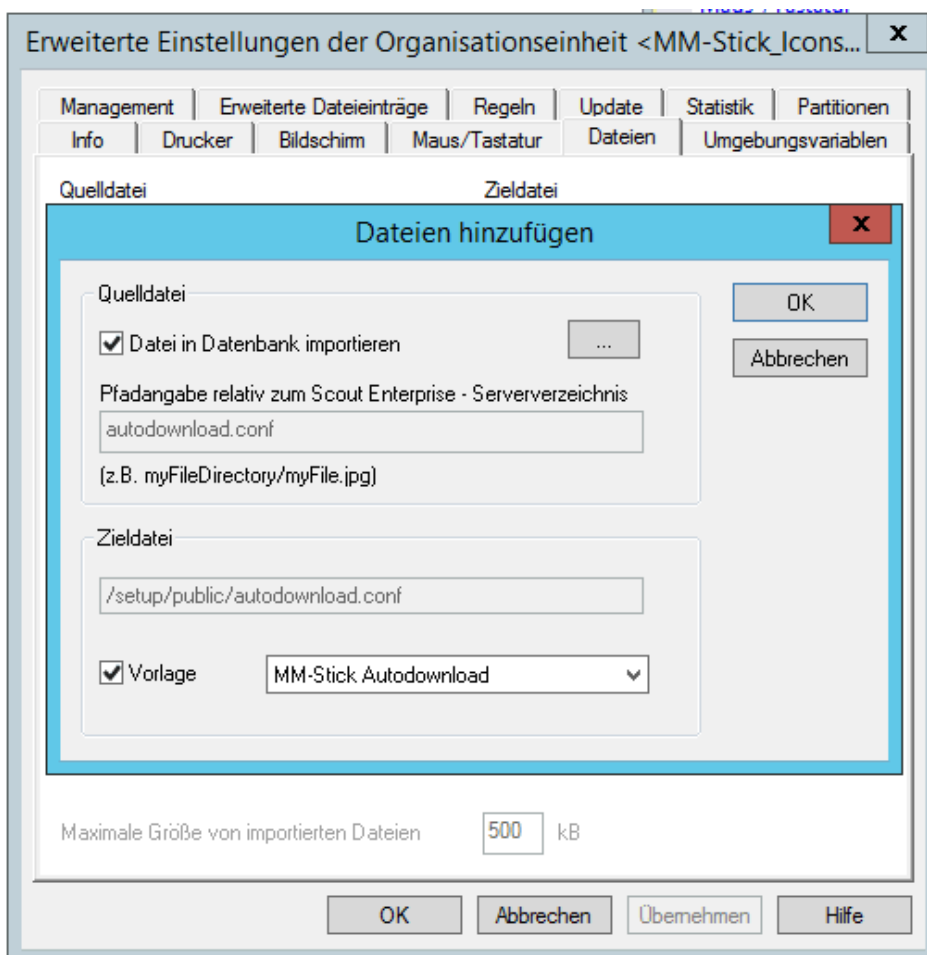 Maus / Tastatur
Erweiterte Einstellungen der Organisationseinheit <MM-Stick_Icons... x
Management Erweiterte Dateieinträge Regeln Update Statistik Partitionen
Info Drucker Bildschirm Maus/Tastatur Dateien Umgebungsvariablen
Quelldatei Zieldatei
Dateien hinzufügen x
Quelldatei
OK
Datei in Datenbank importieren ...
Abbrechen
Pfadangabe relativ zum Scout Enterprise - Serververzeichnis
autodownload.conf
(z.B. myFileDirectory/myFile.jpg)
Zieldatei
/setup/public/autodownload.conf
Vorlage MM-Stick Autodownload
Maximale Größe von importierten Dateien 500 kB
OK Abbrechen Übernehmen Hilfe